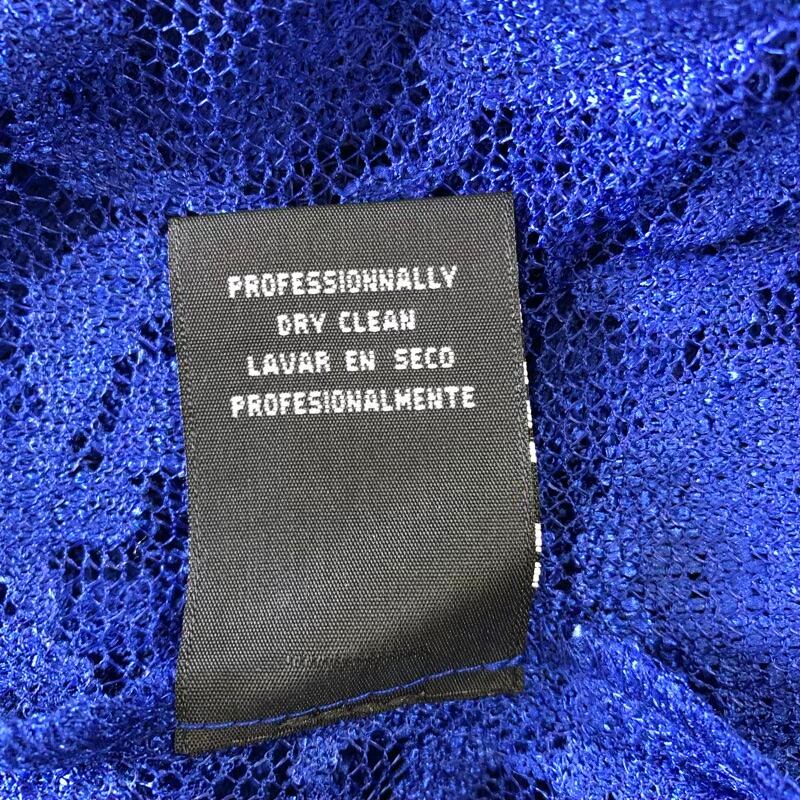 PROFESSIONNALLY
DRY CLEAN
LAVAR EN SECO
PROFESIONALMENTE